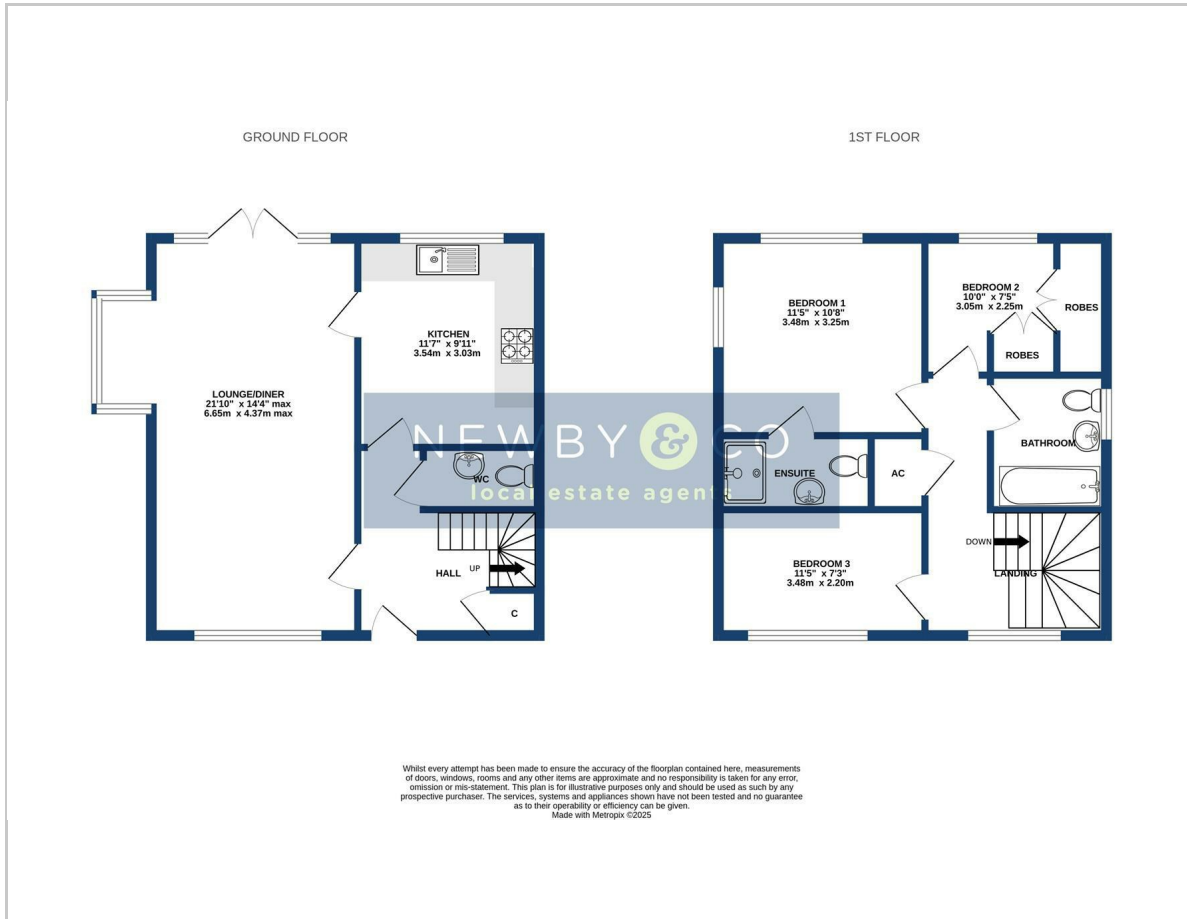 GROUND FLOOR
LOUNGE/DINER
21'10" x 14'4" max
6.65m x 4.37m max
KITCHEN
11'7" x 9'11"
3.54m x 3.03m
WC
HALL
UP
C
1ST FLOOR
BEDROOM 1
11'5" x 10'8"
3.48m x 3.25m
BEDROOM 2
10'0" x 7'5"
3.05m x 2.25m
ROBES
ROBES
BATHROOM
ENSUITE
AC
BEDROOM 3
11'5" x 7'3"
3.48m x 2.20m
DOWN
LANDING
NEWBY & CO
local estate agents
Whilst every attempt has been made to ensure the accuracy of the floorplan contained here, measurements
of doors, windows, rooms and any other items are approximate and no responsibility is taken for any error,
omission or mis-statement. This plan is for illustrative purposes only and should be used as such by any
prospective purchaser. The services, systems and appliances shown have not been tested and no guarantee
as to their operability or efficiency can be given.
Made with Metropix ©2025